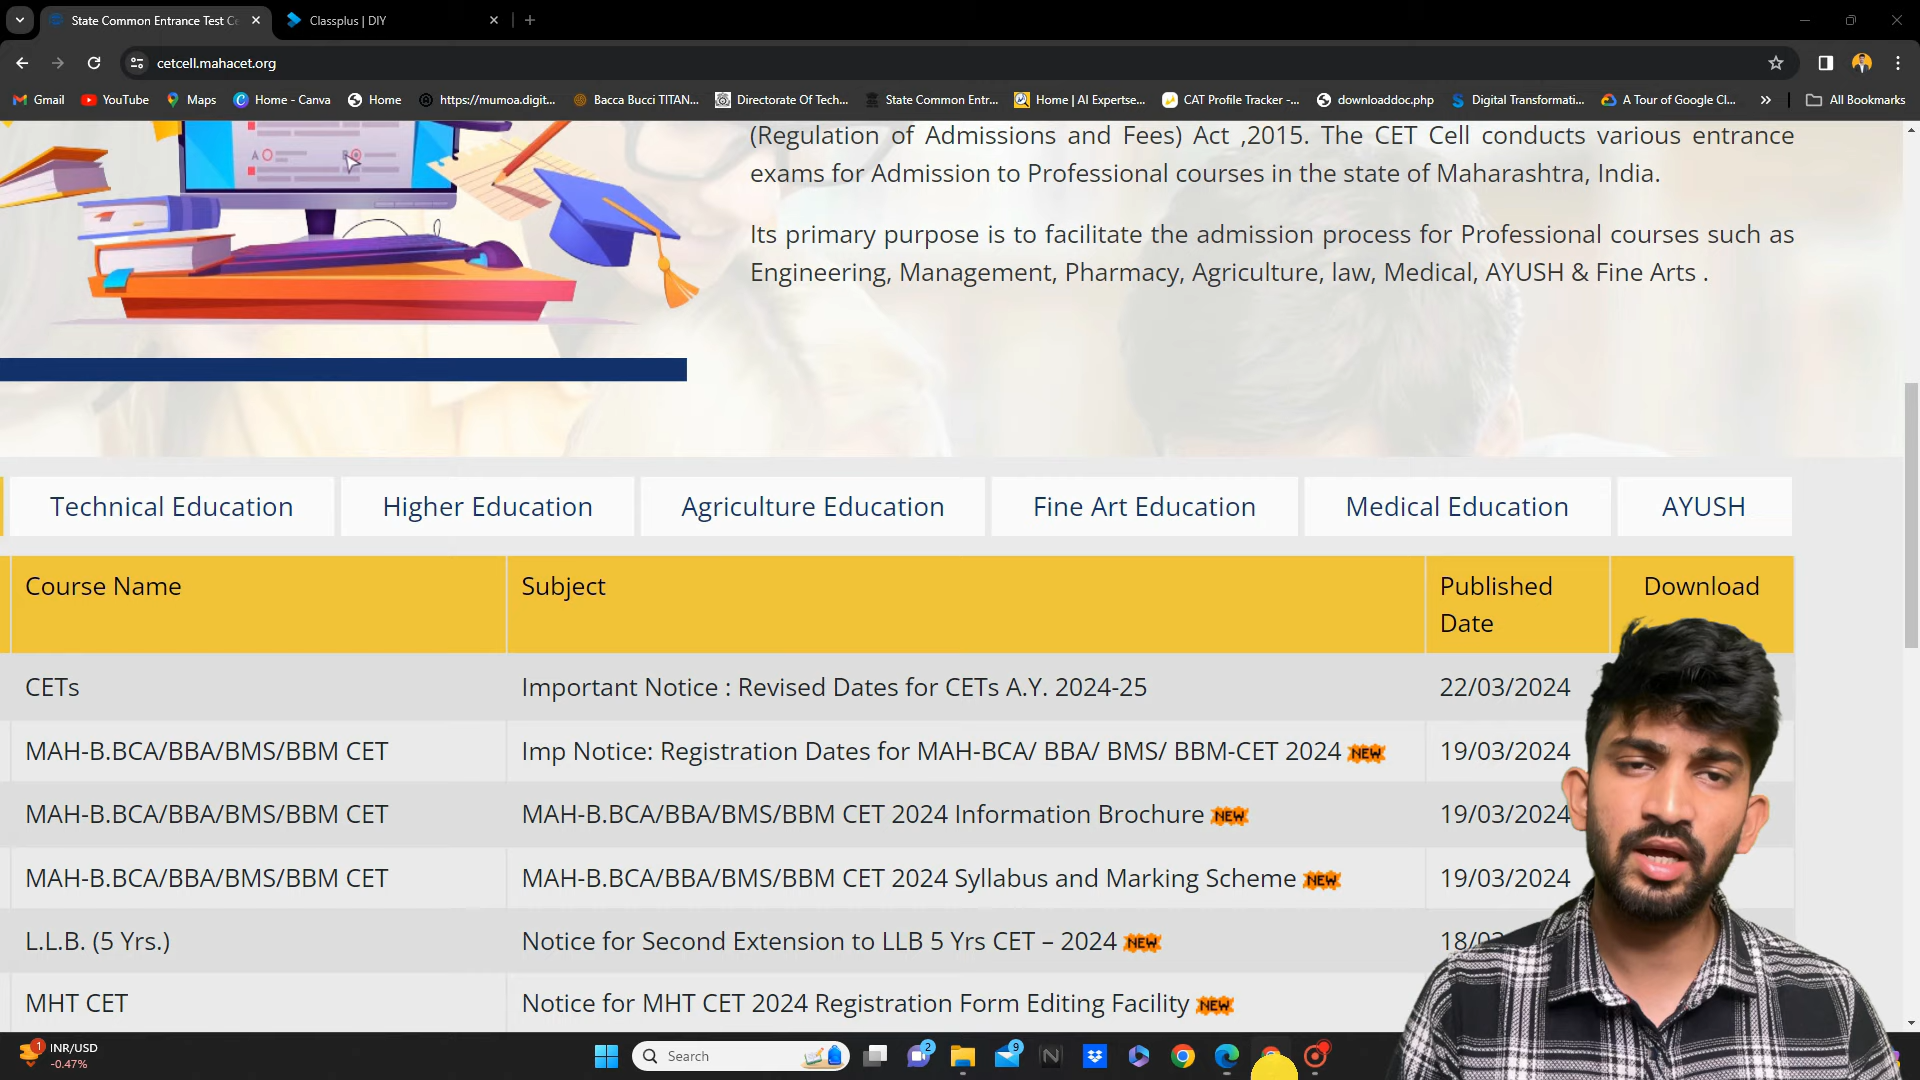 State Common Entrance Test Ce
Classplus | DIY
cetcell.mahacet.org
Gmail YouTube Maps Home - Canva Home https://mumoa.digit... Bacca Bucci TITAN... Directorate Of Tech... State Common Entr... Home | AI Expertse... CAT Profile Tracker -... downloaddoc.php Digital Transformati... A Tour of Google Cl... All Bookmarks
(Regulation of Admissions and Fees) Act ,2015. The CET Cell conducts various entrance
exams for Admission to Professional courses in the state of Maharashtra, India.
Its primary purpose is to facilitate the admission process for Professional courses such as
Engineering, Management, Pharmacy, Agriculture, law, Medical, AYUSH & Fine Arts .
Technical Education Higher Education Agriculture Education Fine Art Education Medical Education AYUSH
Course Name Subject Published Date Download
CETs Important Notice : Revised Dates for CETs A.Y. 2024-25 22/03/2024
MAH-B.BCA/BBA/BMS/BBM CET Imp Notice: Registration Dates for MAH-BCA/ BBA/ BMS/ BBM-CET 2024 NEW 19/03/2024
MAH-B.BCA/BBA/BMS/BBM CET MAH-B.BCA/BBA/BMS/BBM CET 2024 Information Brochure NEW 19/03/2024
MAH-B.BCA/BBA/BMS/BBM CET MAH-B.BCA/BBA/BMS/BBM CET 2024 Syllabus and Marking Scheme NEW 19/03/2024
L.L.B. (5 Yrs.) Notice for Second Extension to LLB 5 Yrs CET – 2024 NEW
MHT CET Notice for MHT CET 2024 Registration Form Editing Facility NEW
1 INR/USD
-0.47%
Search
2
9